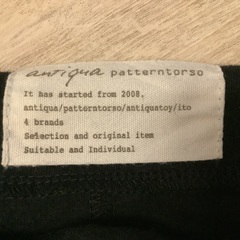 antiqua patterntorso
It has started from 2008.
antiqua/patterntorso/antiquatoy/ito
4 brands
Selection and original item
Suitable and Individual